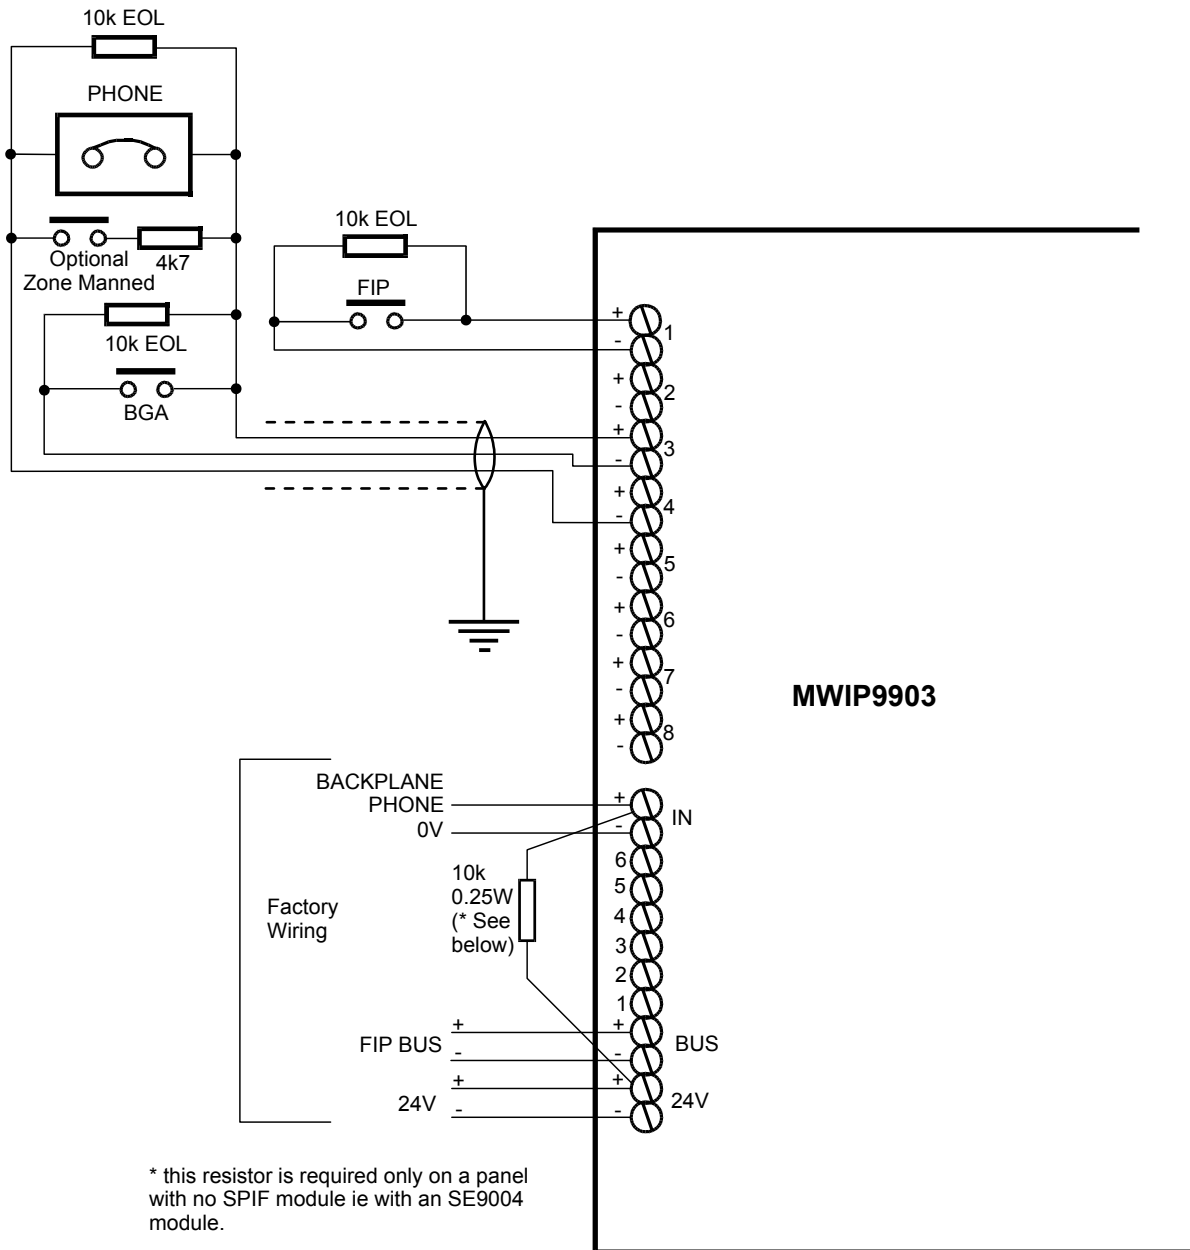 10k EOL
PHONE
Optional
Zone Manned
4k7
10k EOL
BGA
10k EOL
FIP
+
-
1
+
-
2
+
-
3
+
-
4
+
-
5
+
-
6
+
-
7
+
-
8
MWIP9903
BACKPLANE
PHONE
0V
+
-
IN
6
5
4
3
2
1
10k
0.25W
(* See
below)
Factory
Wiring
FIP BUS
+
-
+
-
BUS
24V
+
-
+
-
24V
* this resistor is required only on a panel
with no SPIF module ie with an SE9004
module.